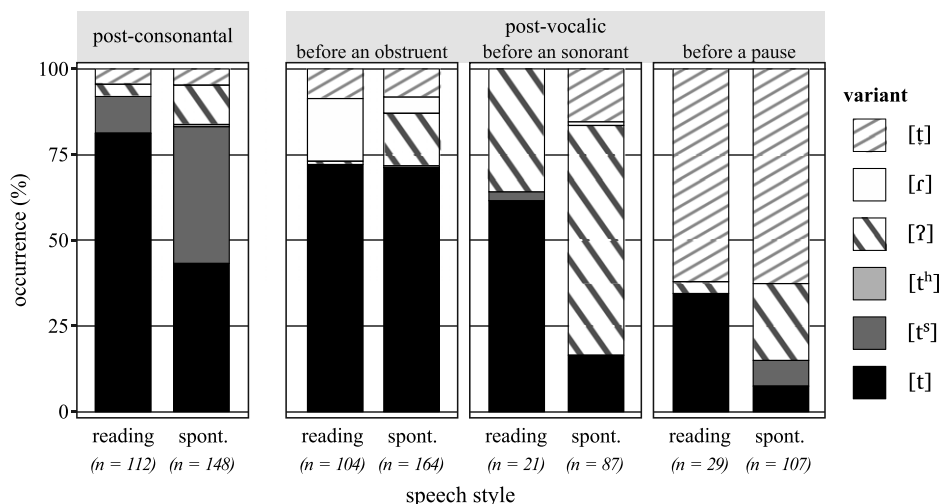 post-consonantal
post-vocalic
before an obstruent
before an sonorant
before a pause
100
75
50
25
0
occurrence (%)
variant
[t̺]
[ɾ]
[ʔ]
[tʰ]
[tˢ]
[t]
reading
spont.
reading
spont.
reading
spont.
reading
spont.
(n = 112)
(n = 148)
(n = 104)
(n = 164)
(n = 21)
(n = 87)
(n = 29)
(n = 107)
speech style